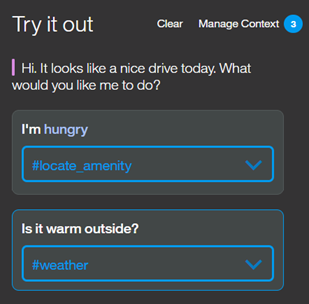 Try it out Clear Manage Context 3
Hi. It looks like a nice drive today. What
would you like me to do?
I'm hungry
#locate_amenity
Is it warm outside?
#weather